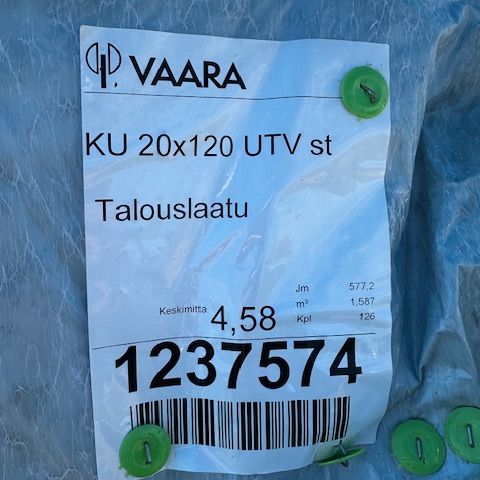 VAARA
KU 20x120 UTV st
Talouslaatu
Jm 577,2
m³ 1,587
Keskimitta 4,58 Kpl 126
1237574